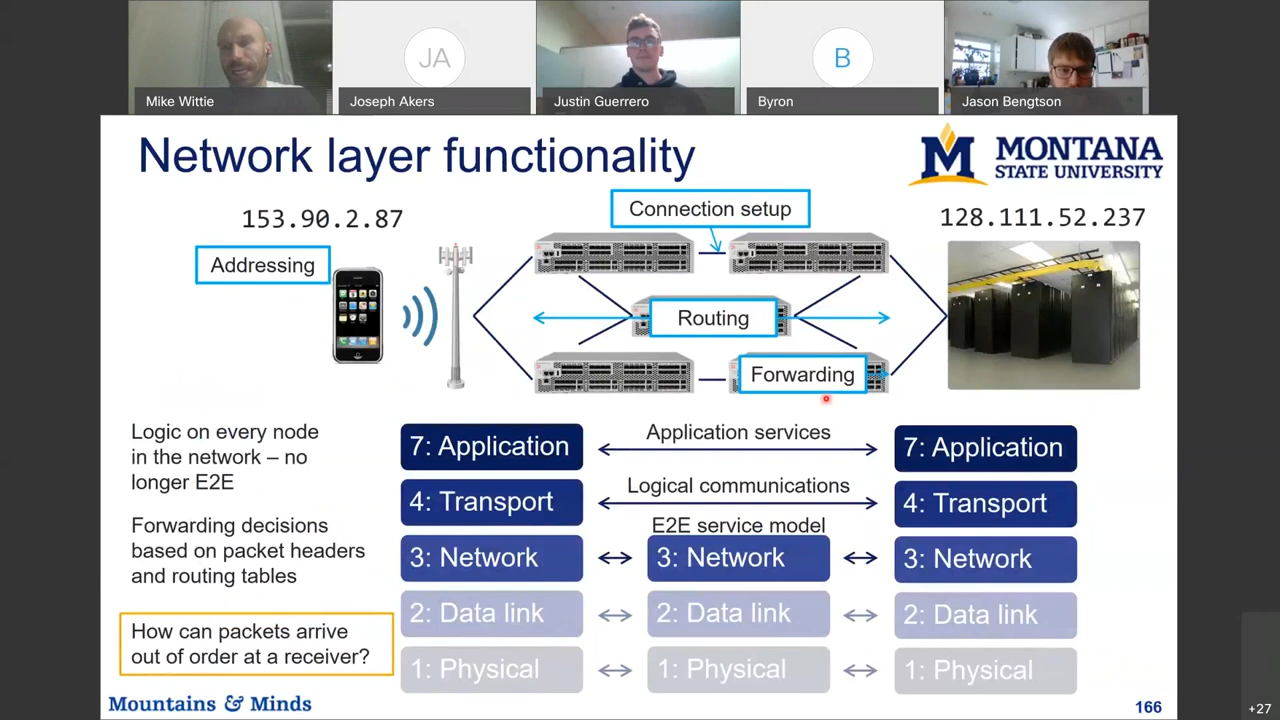 JA
B
Mike Wittie
Joseph Akers
Justin Guerrero
Byron
Jason Bengtson
Network layer functionality
MONTANA
STATE UNIVERSITY
153.90.2.87
Connection setup
128.111.52.237
Addressing
Routing
Forwarding
Logic on every node
in the network – no
longer E2E
Forwarding decisions
based on packet headers
and routing tables
How can packets arrive
out of order at a receiver?
7: Application
Application services
7: Application
4: Transport
Logical communications
4: Transport
E2E service model
3: Network
3: Network
3: Network
2: Data link
2: Data link
2: Data link
1: Physical
1: Physical
1: Physical
Mountains & Minds
166
+27